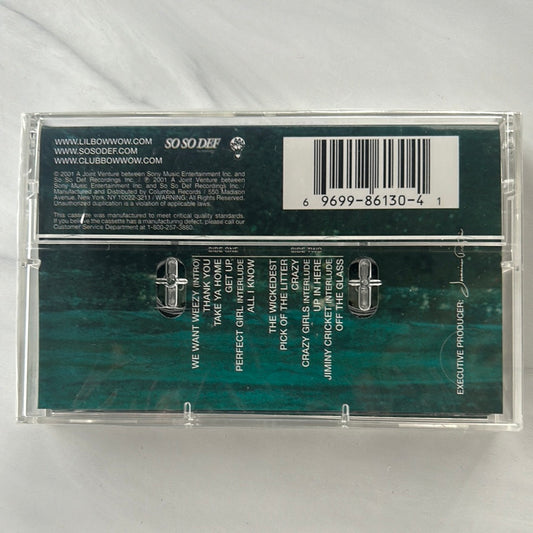 WWW.LILBOWWOW.COM
WWW.SOSODEF.COM
WWW.CLUBBOWWOW.COM
SO SO DEF
6 9699-86130-4 1
© 2001 A Joint Venture between Sony Music Entertainment Inc. and
So So Def Recordings Inc. / ℗ 2001 A Joint Venture between
Sony Music Entertainment Inc. and So So Def Recordings Inc. /
Manufactured and Distributed by Columbia Records / 550 Madison
Avenue, New York, NY 10022-3211 / WARNING: All Rights Reserved.
Unauthorized duplication is a violation of applicable laws.
This cassette was manufactured to meet critical quality standards.
If you believe the cassette has a manufacturing defect, please call our
Customer Service Department at 1-800-257-3880.
SIDE ONE
WE WANT WEEZY (INTRO)
THANK YOU
TAKE YA HOME
GET UP
PERFECT GIRL INTERLUDE
ALL I KNOW
SIDE TWO
THE WICKEDEST
PICK OF THE LITTER
CRAZY
CRAZY GIRLS INTERLUDE
UP IN HERE
JIMINY CRICKET INTERLUDE
OFF THE GLASS
EXECUTIVE PRODUCER: